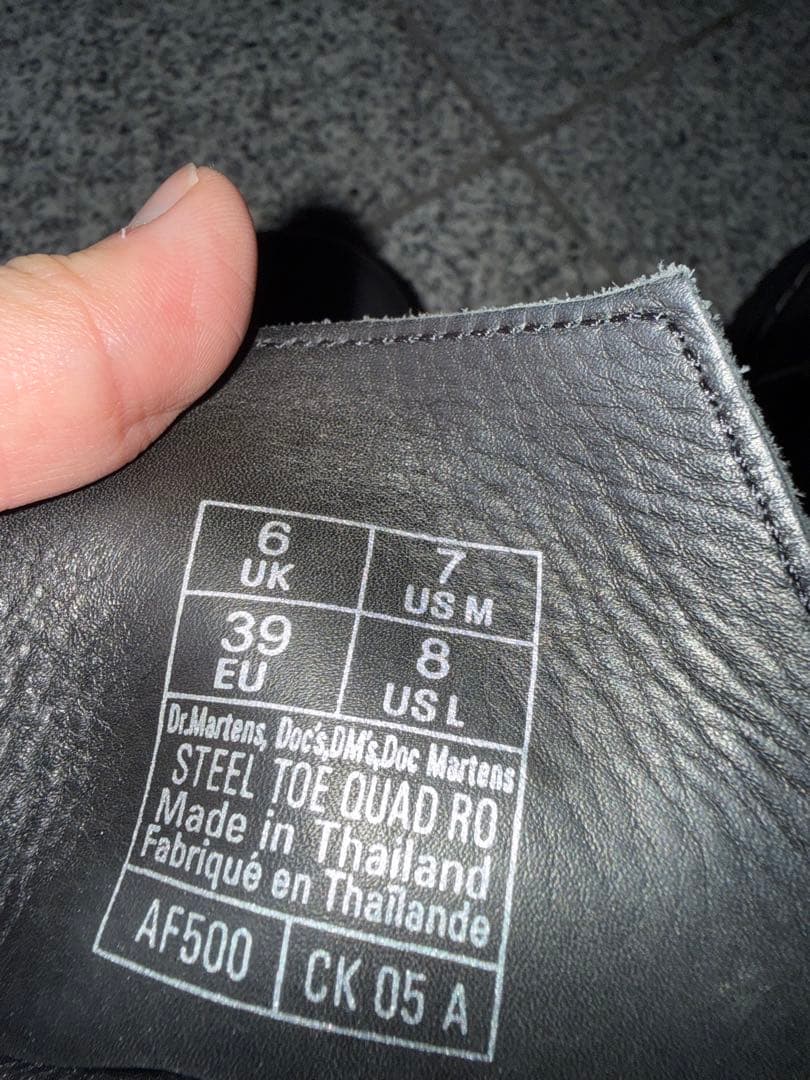 6
UK
7
US M
39
EU
8
US L
Dr.Martens, Doc's,DM's,Doc Martens
STEEL TOE QUAD RO
Made in Thailand
Fabriqué en Thaïlande
AF500
CK 05 A